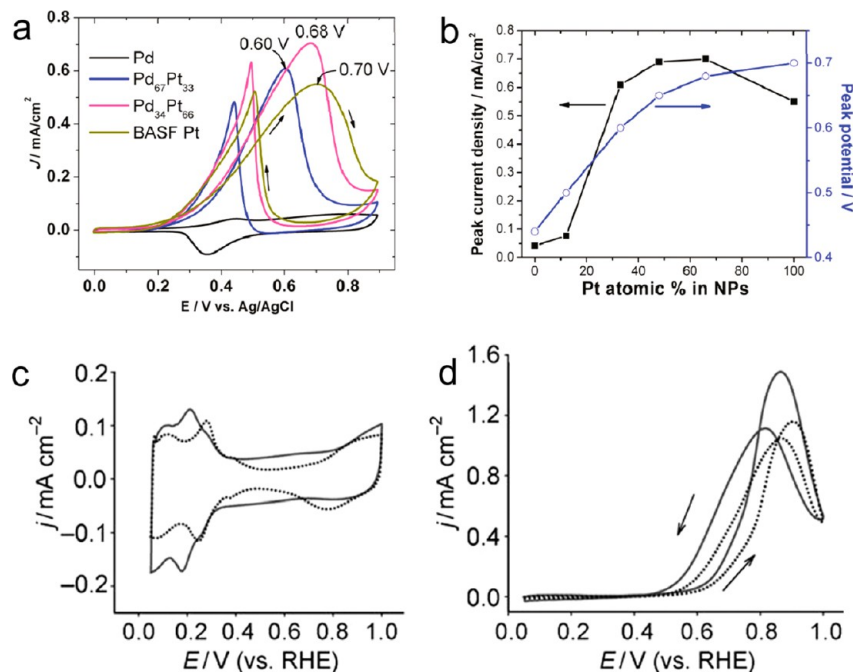 a
0.8
0.6
0.4
0.2
0.0
J / mA/cm²
0.68 V
0.60 V
0.70 V
Pd
Pd₆₇Pt₃₃
Pd₃₄Pt₆₆
BASF Pt
0.0 0.2 0.4 0.6 0.8
E / V vs. Ag/AgCl
b
0.8
0.7
0.6
0.5
0.4
0.3
0.2
0.1
0.0
Peak current density / mA/cm²
0.7
0.6
0.5
0.4
Peak potential / V
0 20 40 60 80 100
Pt atomic % in NPs
c
0.2
0.1
0.0
−0.1
−0.2
j / mA cm⁻²
0.0 0.2 0.4 0.6 0.8 1.0
E / V (vs. RHE)
d
1.6
1.2
0.8
0.4
0.0
j / mA cm⁻²
0.0 0.2 0.4 0.6 0.8 1.0
E / V (vs. RHE)